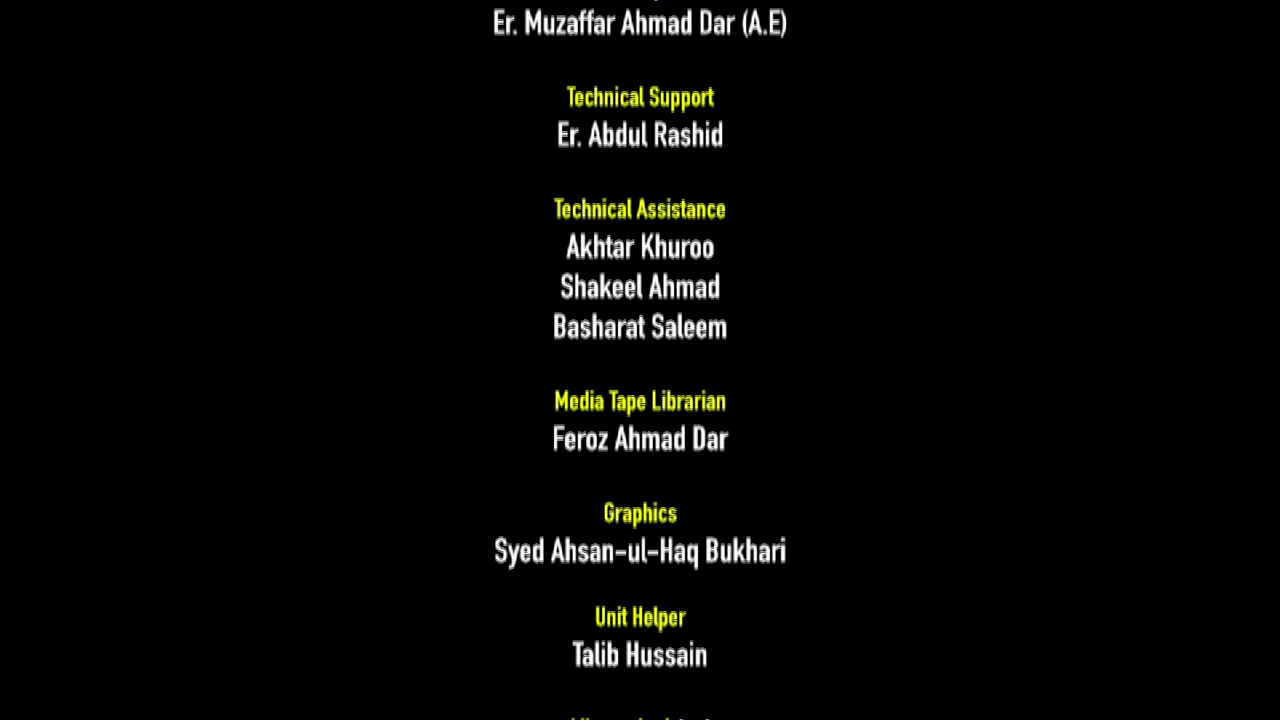 Er. Muzaffar Ahmad Dar (A.E)
Technical Support
Er. Abdul Rashid
Technical Assistance
Akhtar Khuroo
Shakeel Ahmad
Basharat Saleem
Media Tape Librarian
Feroz Ahmad Dar
Graphics
Syed Ahsan-ul-Haq Bukhari
Unit Helper
Talib Hussain